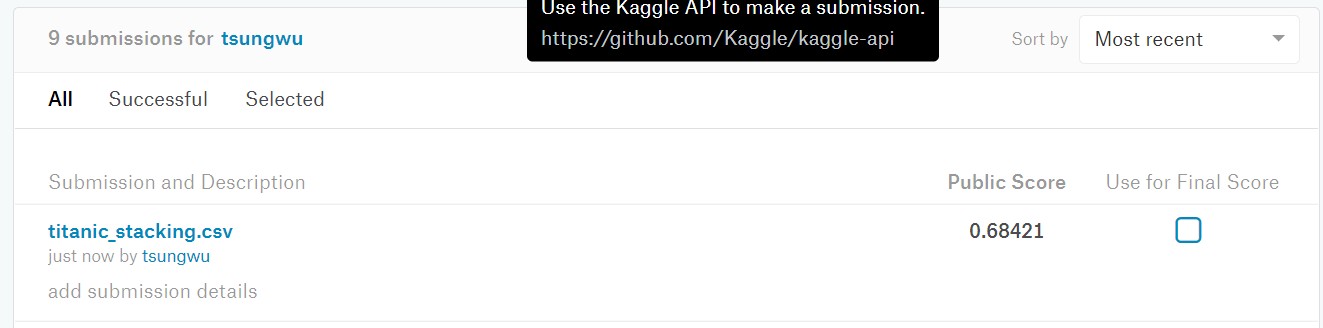 Use the Kaggle API to make a submission.
https://github.com/Kaggle/kaggle-api
9 submissions for tsungwu
Sort by Most recent
All Successful Selected
Submission and Description Public Score Use for Final Score
titanic_stacking.csv 0.68421
just now by tsungwu
add submission details